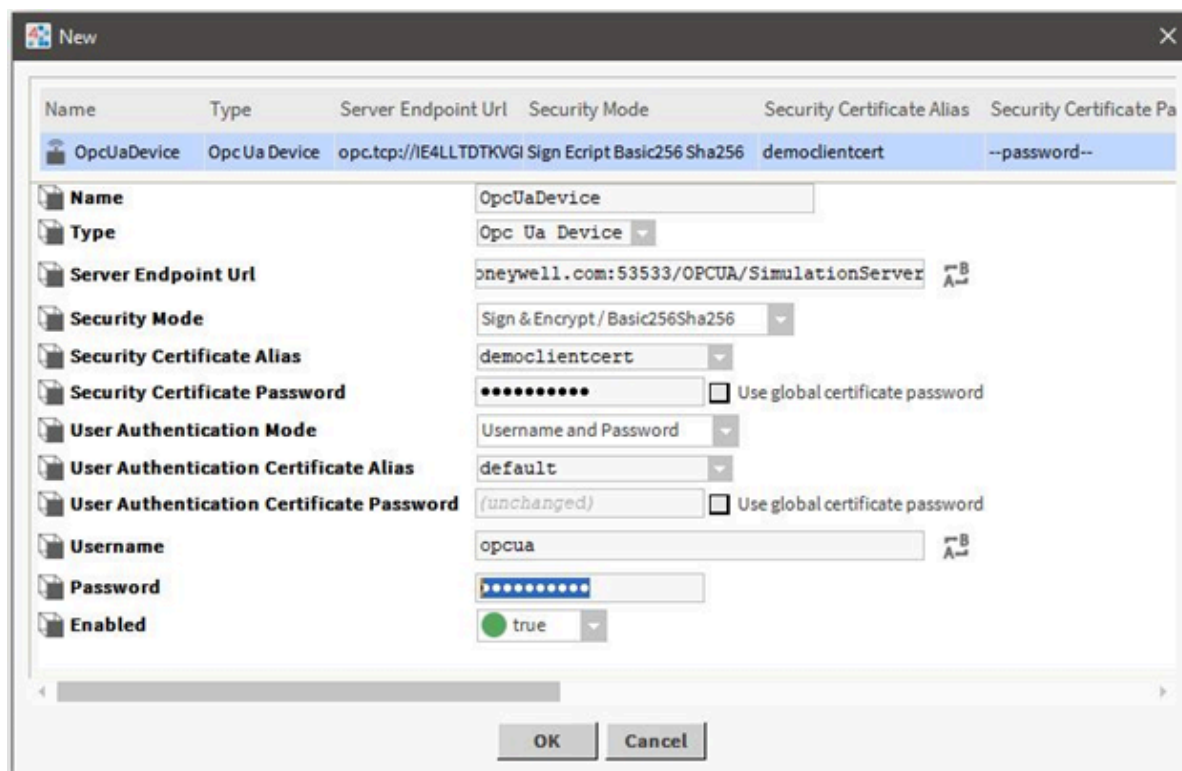 New
Name Type Server Endpoint Url Security Mode Security Certificate Alias Security Certificate Pa
OpcUaDevice Opc Ua Device opc.tcp://IE4LLTDTKVGI Sign Ecript Basic256 Sha256 democlientcert --password--
Name OpcUaDevice
Type Opc Ua Device
Server Endpoint Url oneywell.com:53533/OPCUA/SimulationServer
Security Mode Sign & Encrypt / Basic256Sha256
Security Certificate Alias democlientcert
Security Certificate Password •••••••••• Use global certificate password
User Authentication Mode Username and Password
User Authentication Certificate Alias default
User Authentication Certificate Password (unchanged) Use global certificate password
Username opcua
Password ••••••••••
Enabled true
OK Cancel